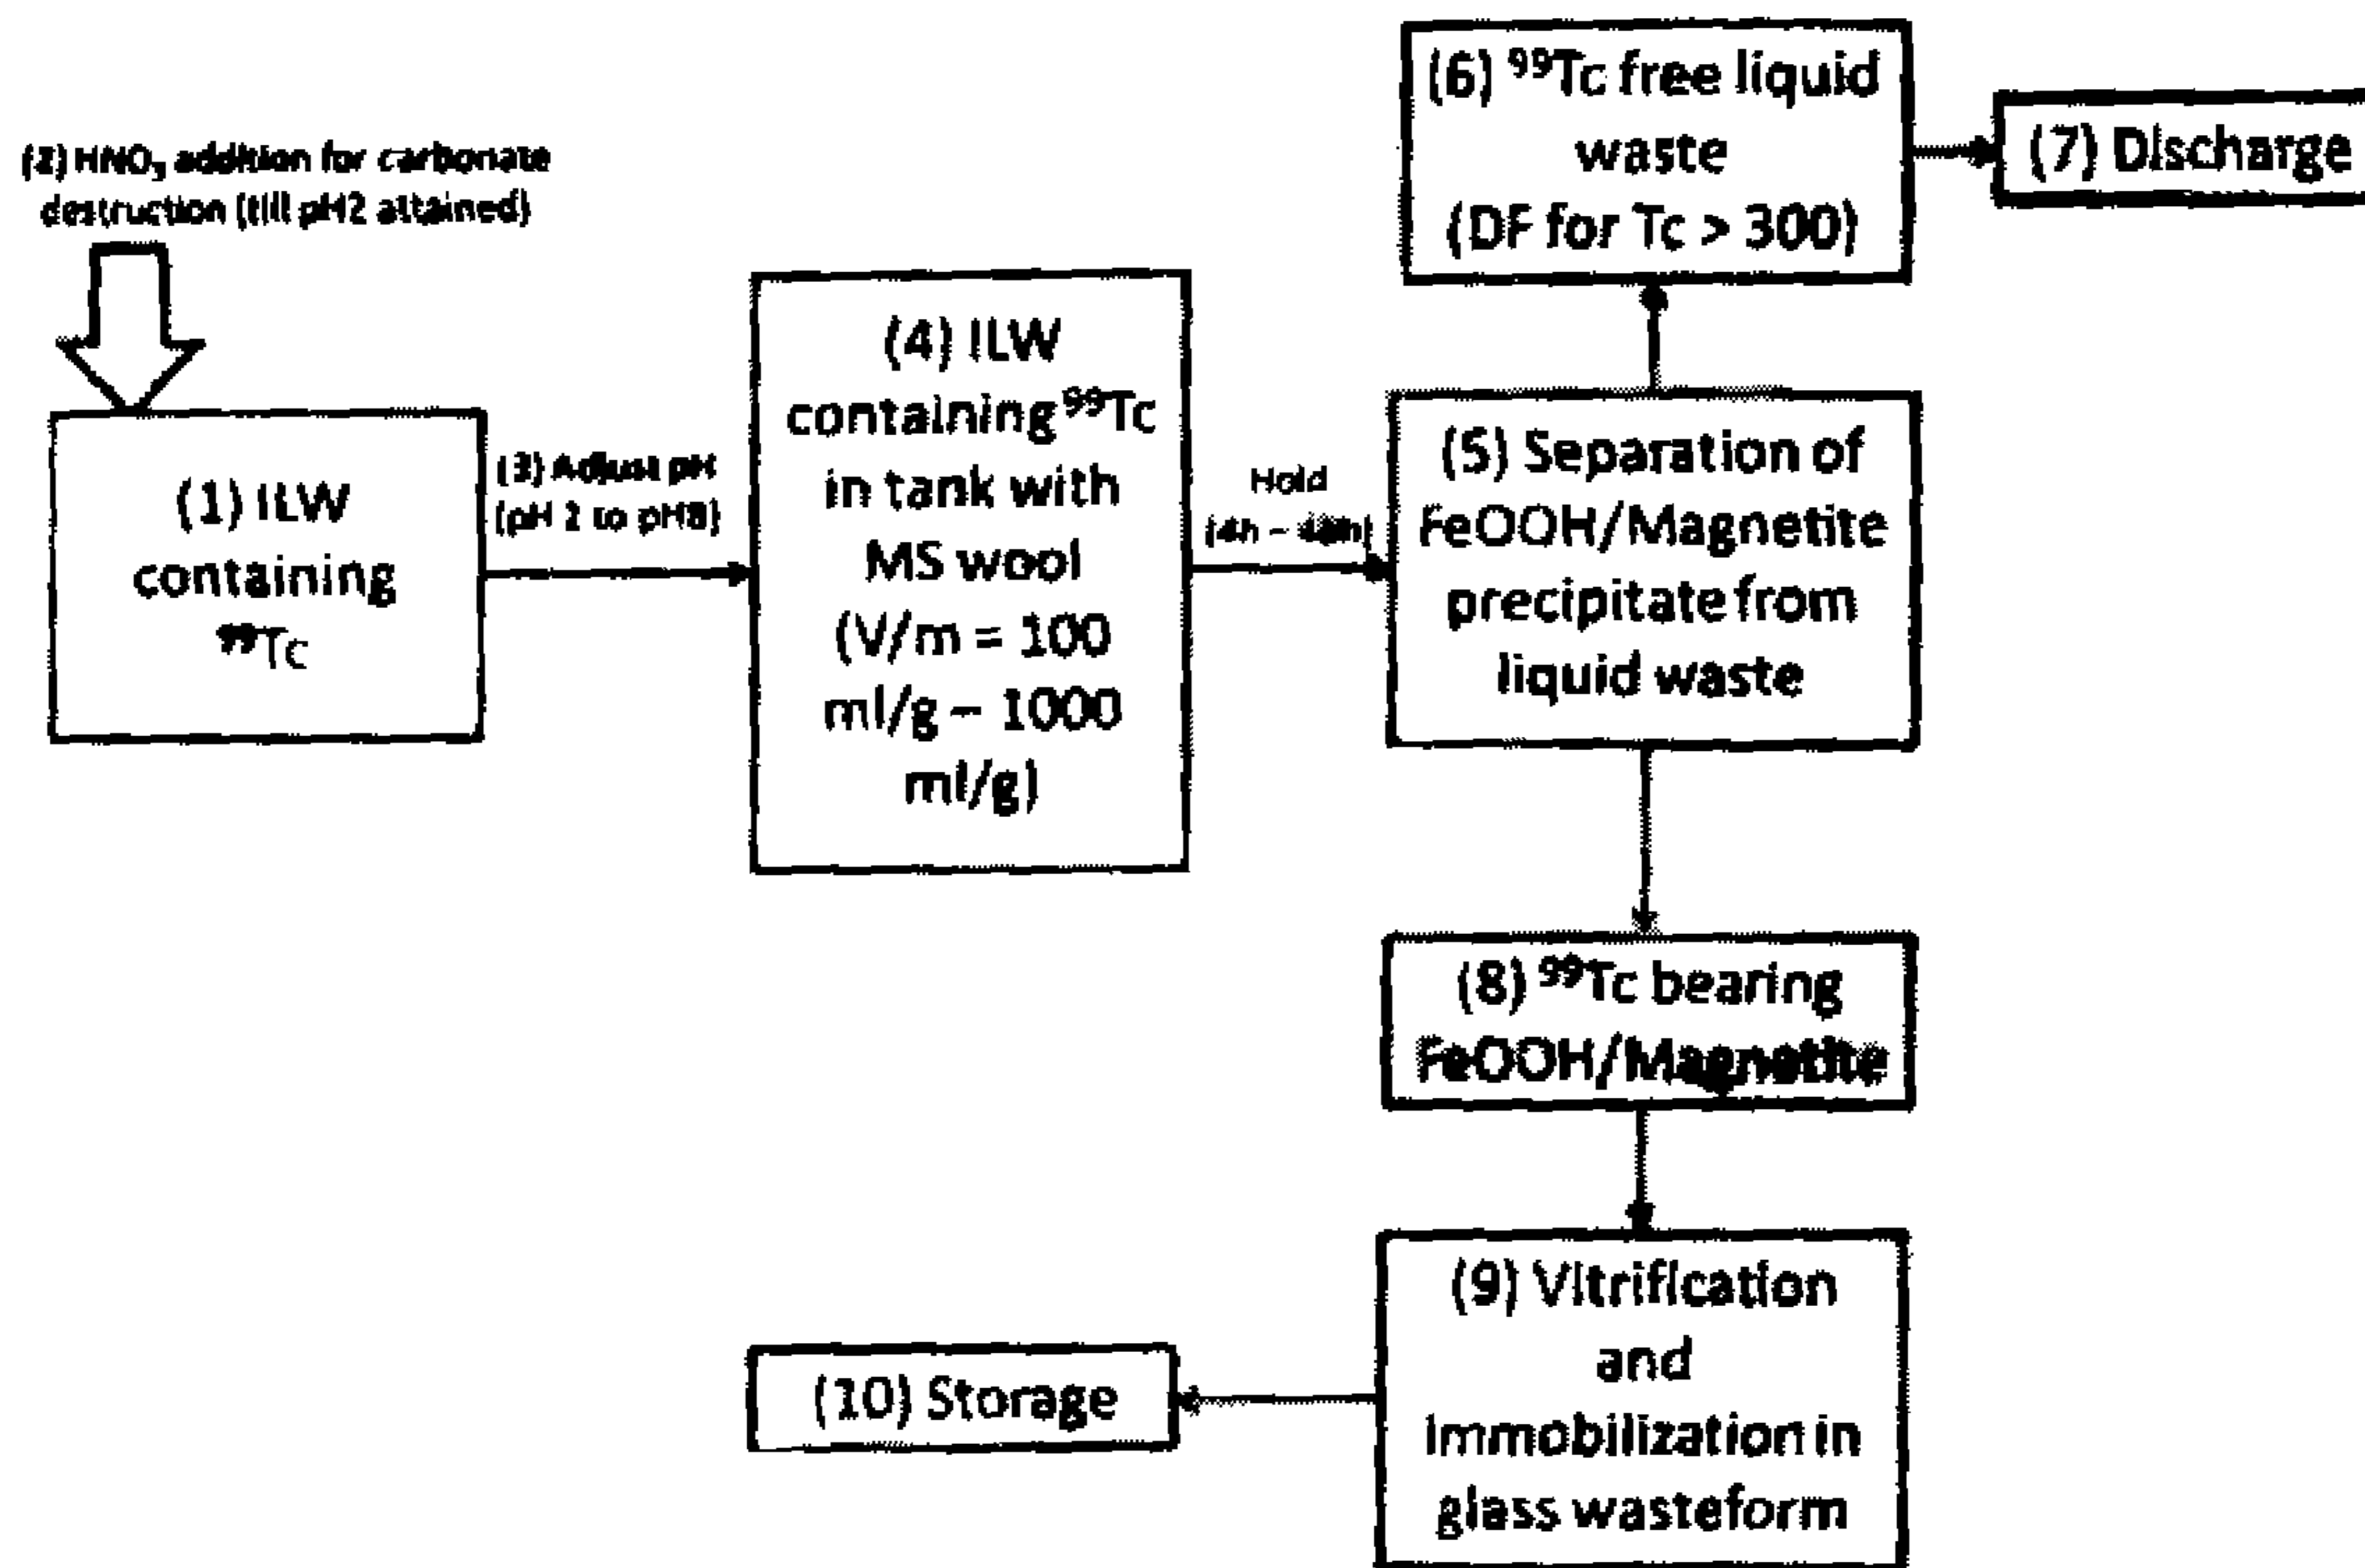 (2) HNO₃ addition for carbonate
destruction (till pH2 attained)
(1) ILW
containing
⁹⁹Tc
(3) Adjust pH
(pH 2 to pH8)
(4) ILW
containing ⁹⁹Tc
in tank with
MS wool
(V/m = 100
ml/g – 1000
ml/g)
Hold
(4h –
(5) Separation of
FeOOH/Magnetite
precipitate from
liquid waste
(6) ⁹⁹Tc free liquid
waste
(DF for Tc > 300)
(7) Discharge
(8) ⁹⁹Tc bearing
FeOOH/Magnetite
(9) Vitrification
and
immobilization in
glass wasteform
(10) Storage